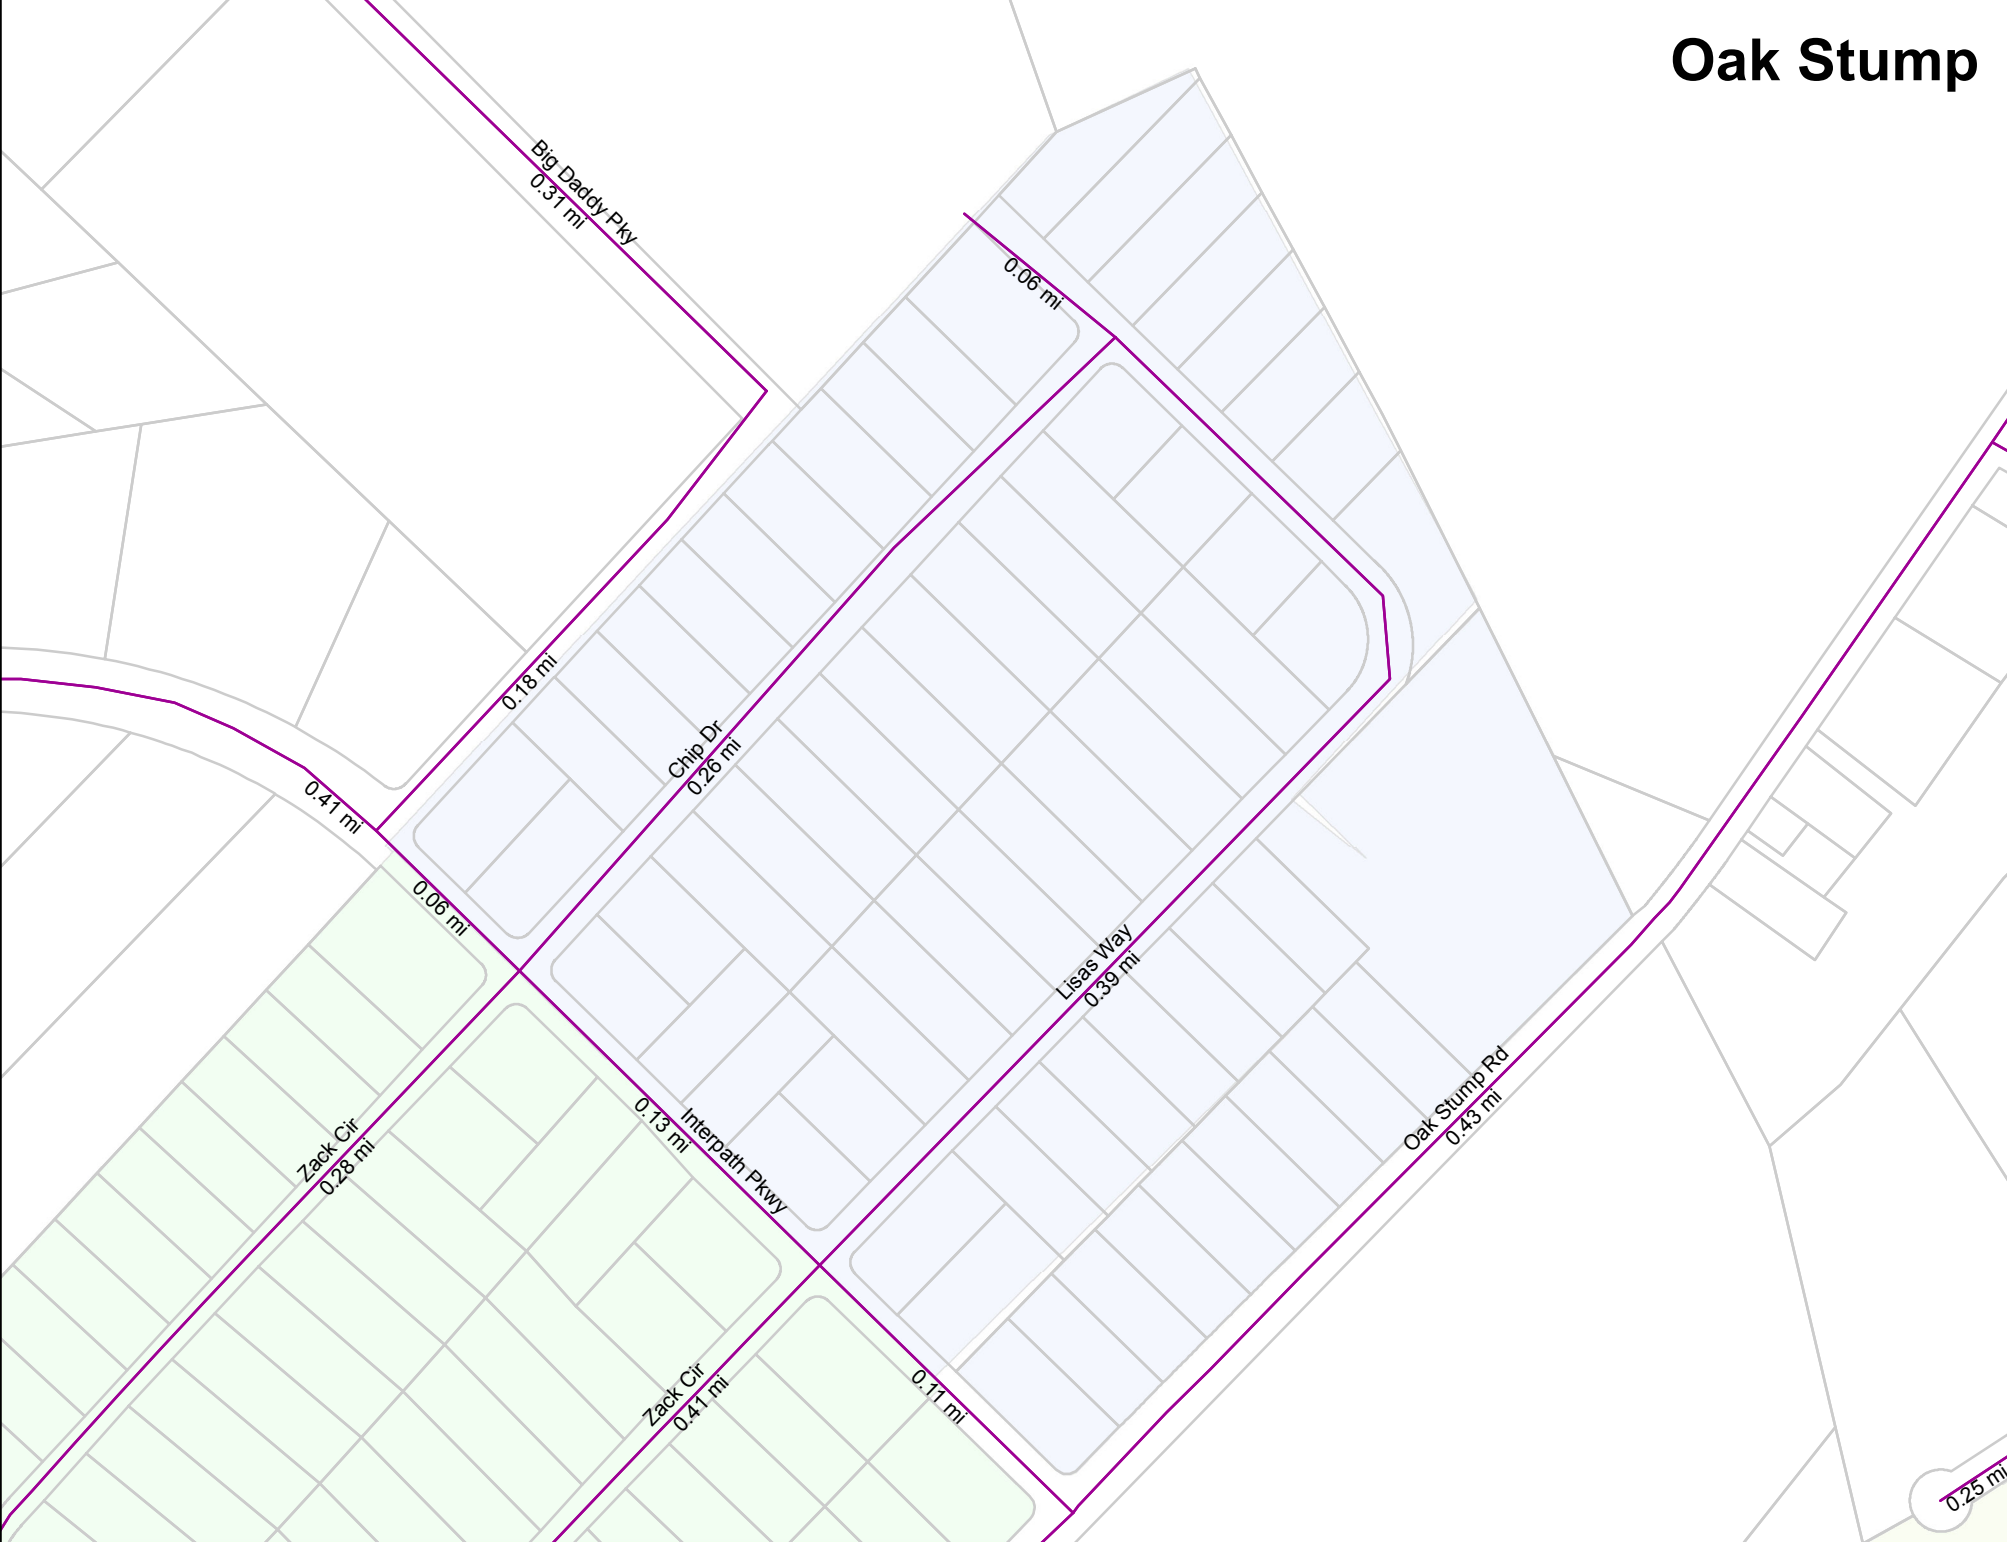 Oak Stump
Big Daddy Pky
0.31 mi
0.06 mi
0.18 mi
Chip Dr
0.26 mi
0.41 mi
0.06 mi
Lisas Way
0.39 mi
Oak Stump Rd
0.43 mi
Interpath Pkwy
0.13 mi
Zack Cir
0.28 mi
Zack Cir
0.41 mi
0.11 mi
0.25 mi